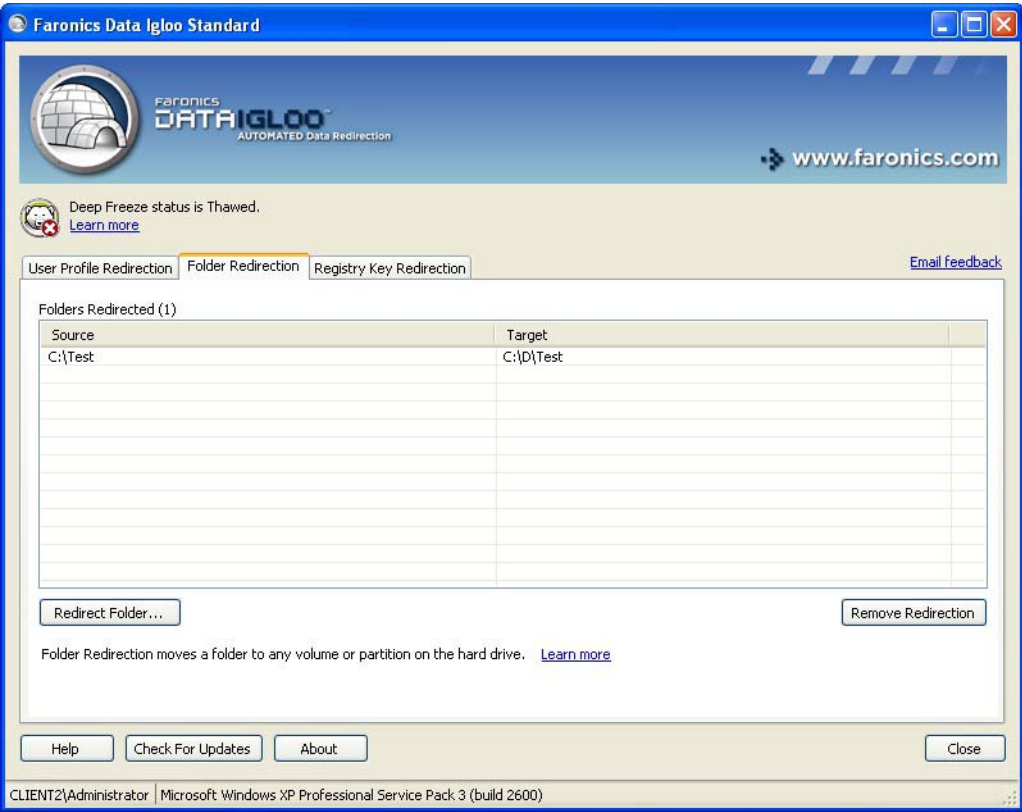 Faronics Data Igloo Standard
Faronics
DATAIGLOO™
AUTOMATED Data Redirection
www.faronics.com
Deep Freeze status is Thawed.
Learn more
User Profile Redirection Folder Redirection Registry Key Redirection Email feedback
Folders Redirected (1)
Source Target
C:\Test C:\D\Test
Redirect Folder... Remove Redirection
Folder Redirection moves a folder to any volume or partition on the hard drive. Learn more
Help Check For Updates About Close
CLIENT2\Administrator Microsoft Windows XP Professional Service Pack 3 (build 2600)